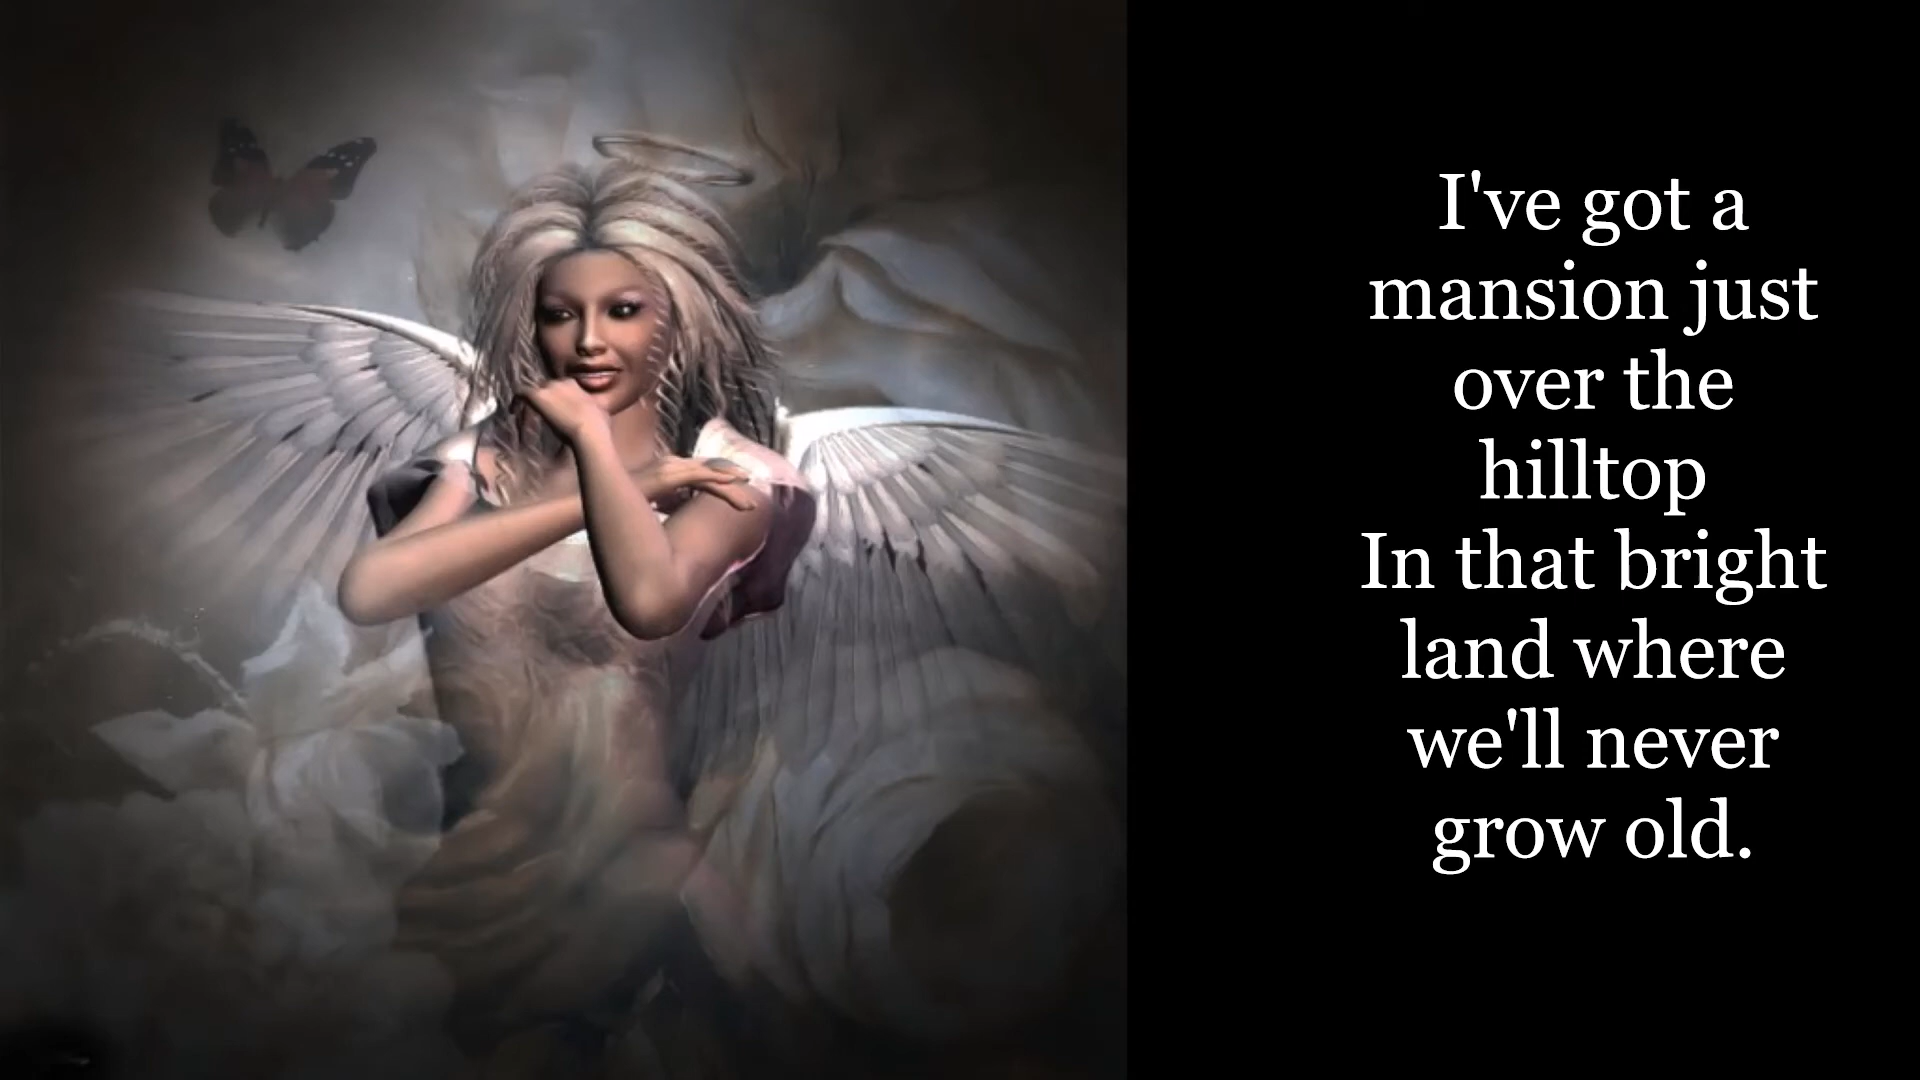 I've got a
mansion just
over the
hilltop
In that bright
land where
we'll never
grow old.